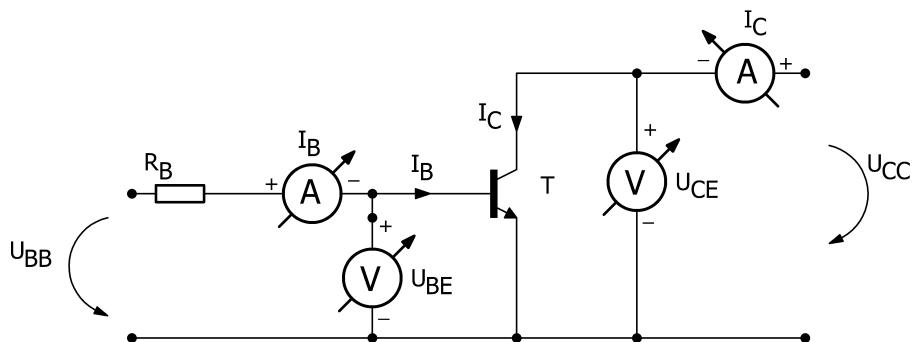 I_C
A
− +
I_C
+
R_B
I_B
I_B
T
V
U_CE
U_CC
+
A
−
−
+
U_BB
V
U_BE
−